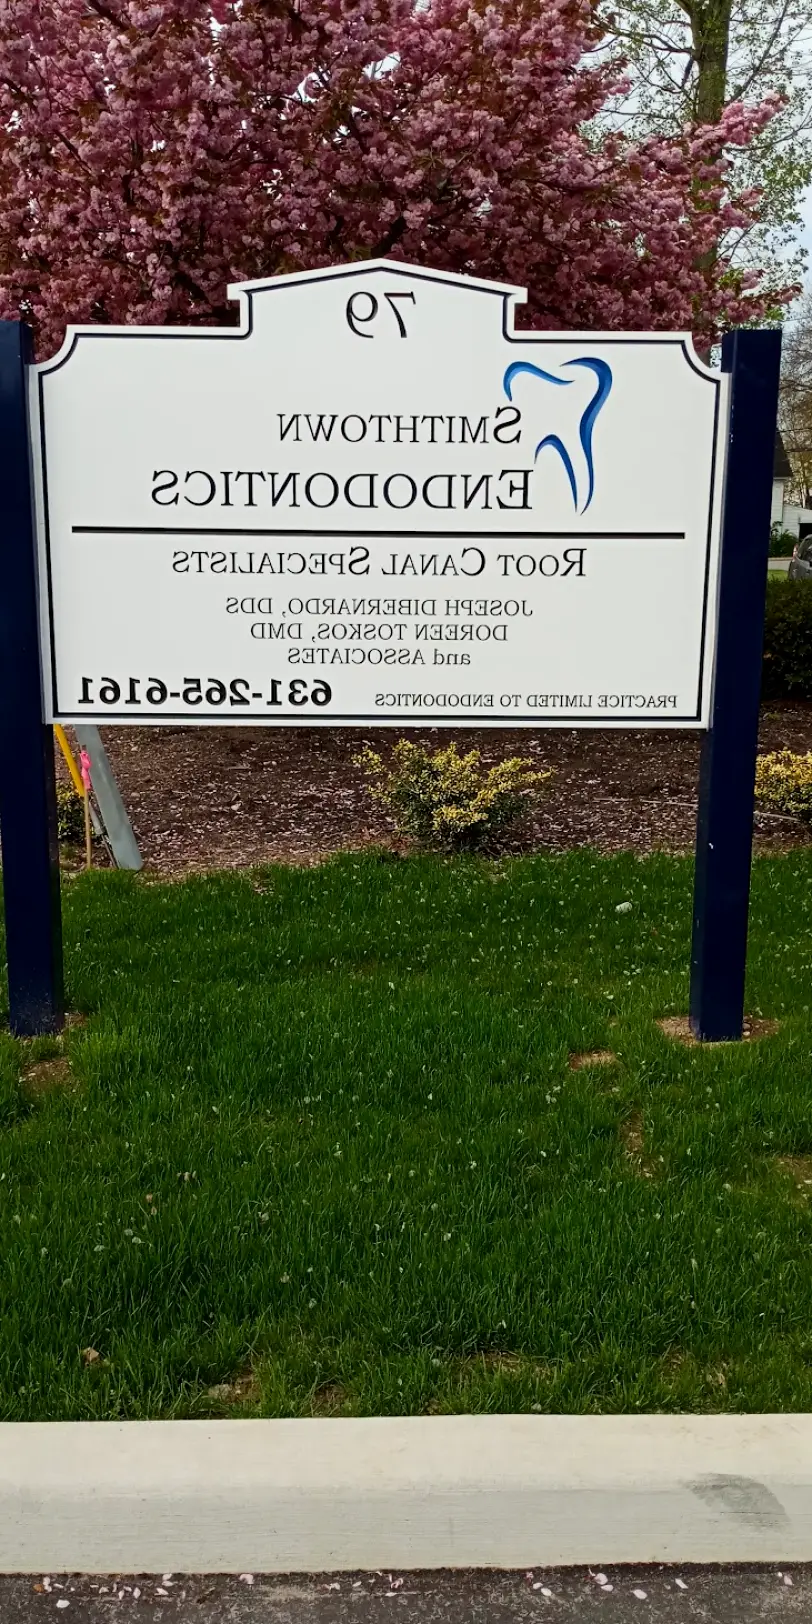 79
SMITHTOWN
ENDODONTICS
ROOT CANAL SPECIALISTS
JOSEPH DIBERNARDO, DDS
DOREEN TOSKOS, DMD
and ASSOCIATES
PRACTICE LIMITED TO ENDODONTICS 631-265-6161